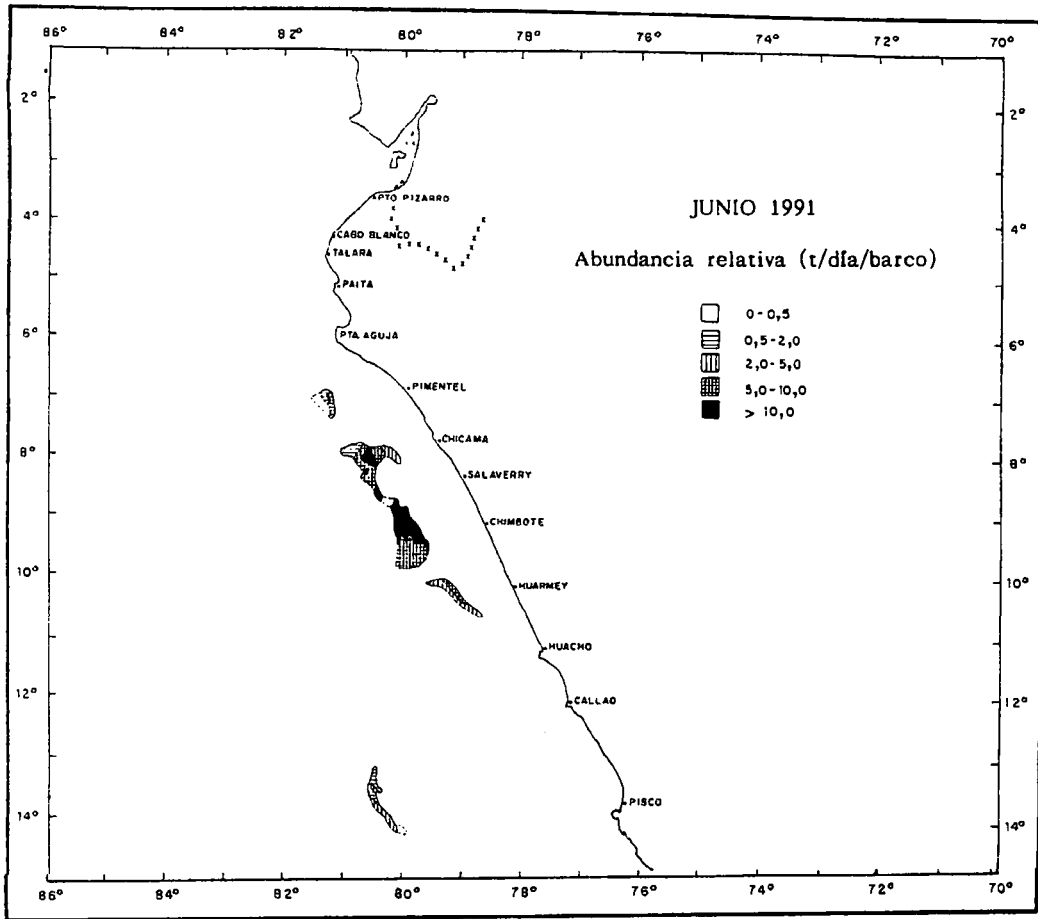 86° 84° 82° 80° 78° 76° 74° 72° 70°
2° 2°
PTO PIZARRO
4° 4°
JUNIO 1991
CABO BLANCO
TALARA
Abundancia relativa (t/día/barco)
PAITA
0-0,5
6° PTA. AGUJA 6°
0,5-2,0
2,0-5,0
PIMENTEL
5,0-10,0
> 10,0
CHICAMA
8° 8°
SALAVERRY
CHIMBOTE
10° 10°
HUARMEY
HUACHO
12° 12°
CALLAO
PISCO
14° 14°
86° 84° 82° 80° 78° 76° 74° 72° 70°